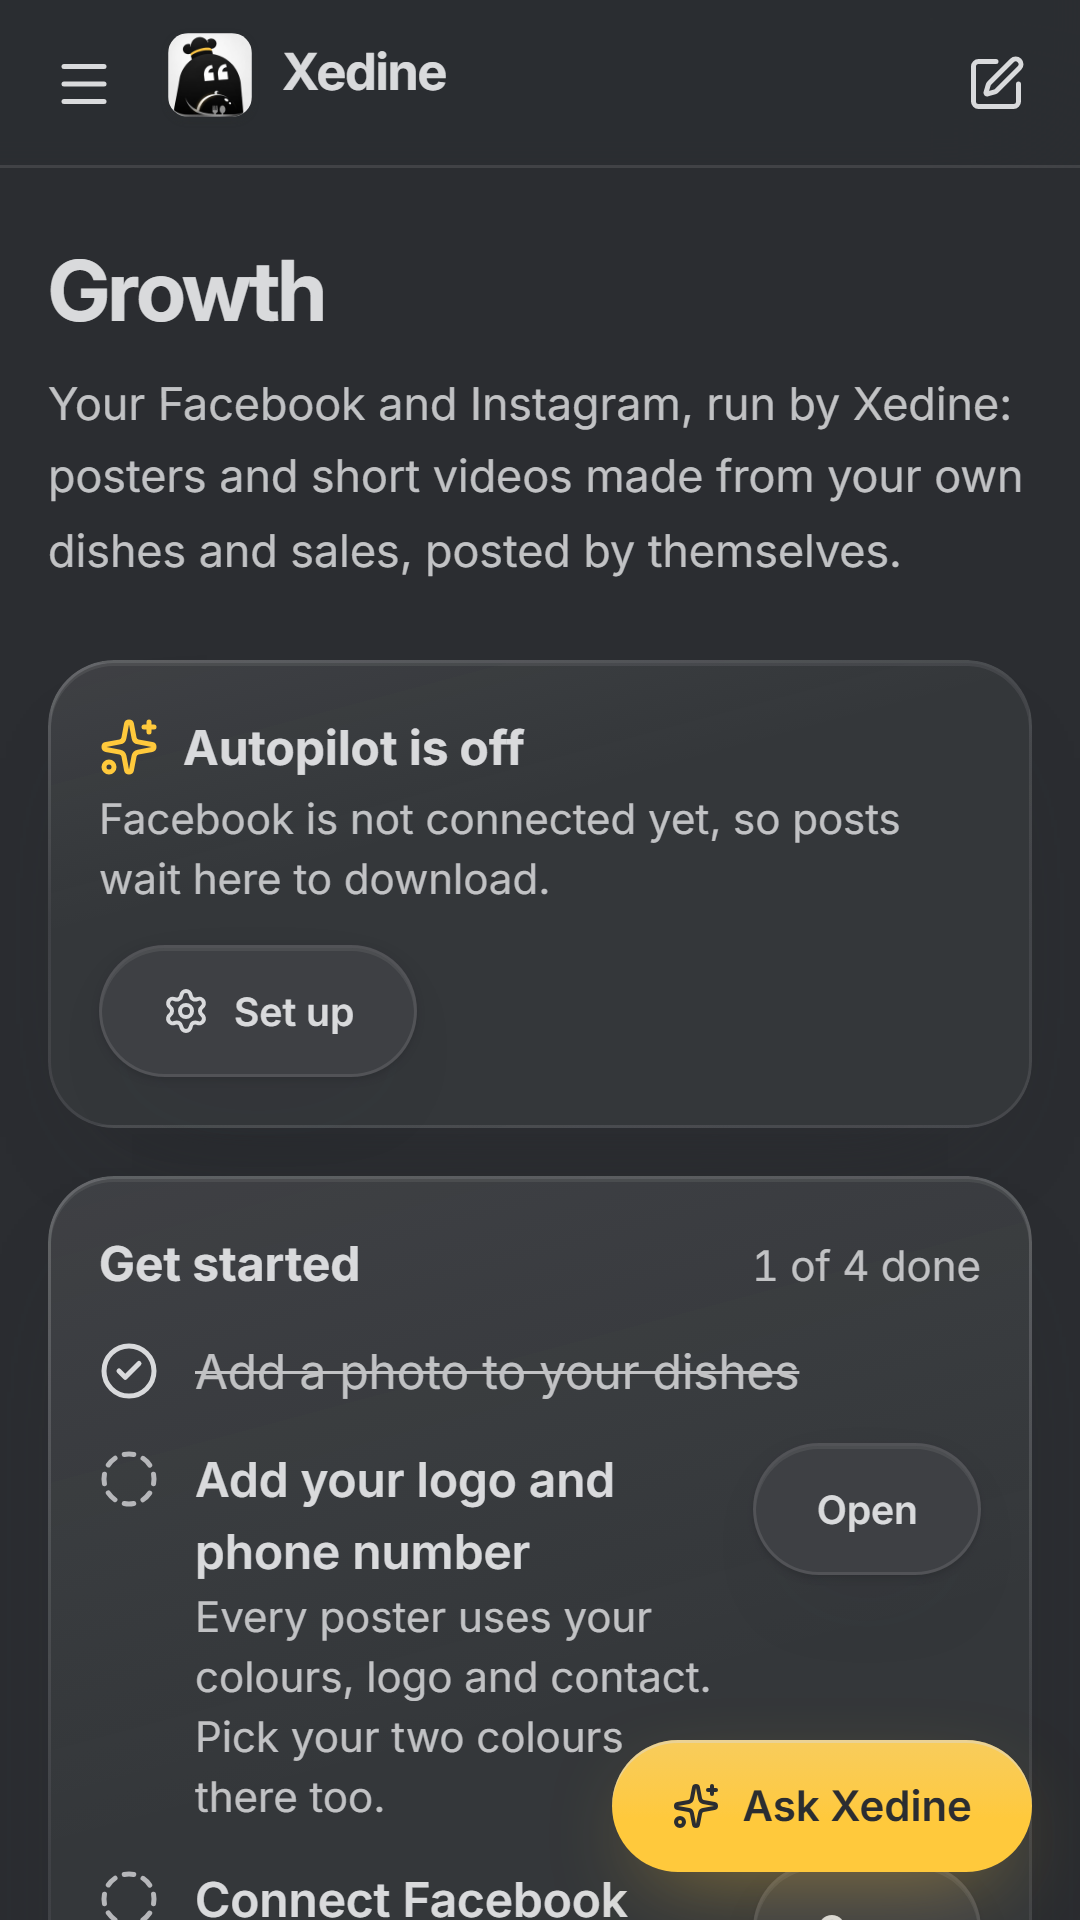 Xedine
Growth
Your Facebook and Instagram, run by Xedine:
posters and short videos made from your own
dishes and sales, posted by themselves.
Autopilot is off
Facebook is not connected yet, so posts
wait here to download.
Set up
Get started
1 of 4 done
Add a photo to your dishes
Add your logo and
phone number
Open
Every poster uses your
colours, logo and contact.
Pick your two colours
there too.
Ask Xedine
Connect Facebook